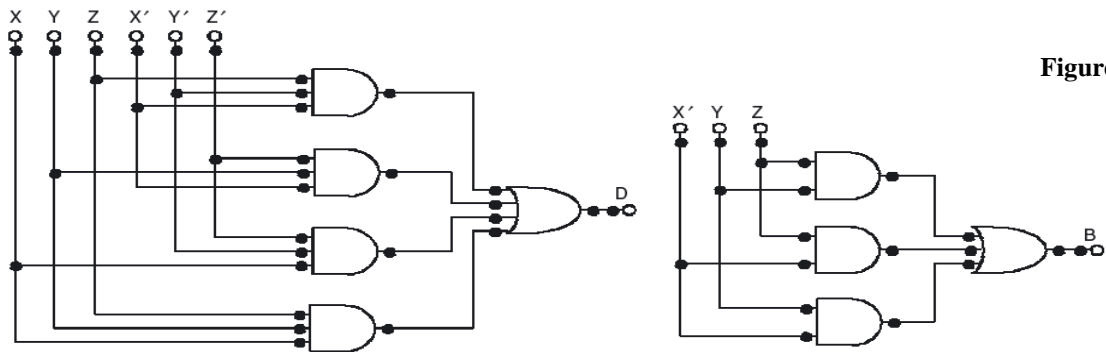 X Y Z X′ Y′ Z′
Figure
X′ Y Z
D
B